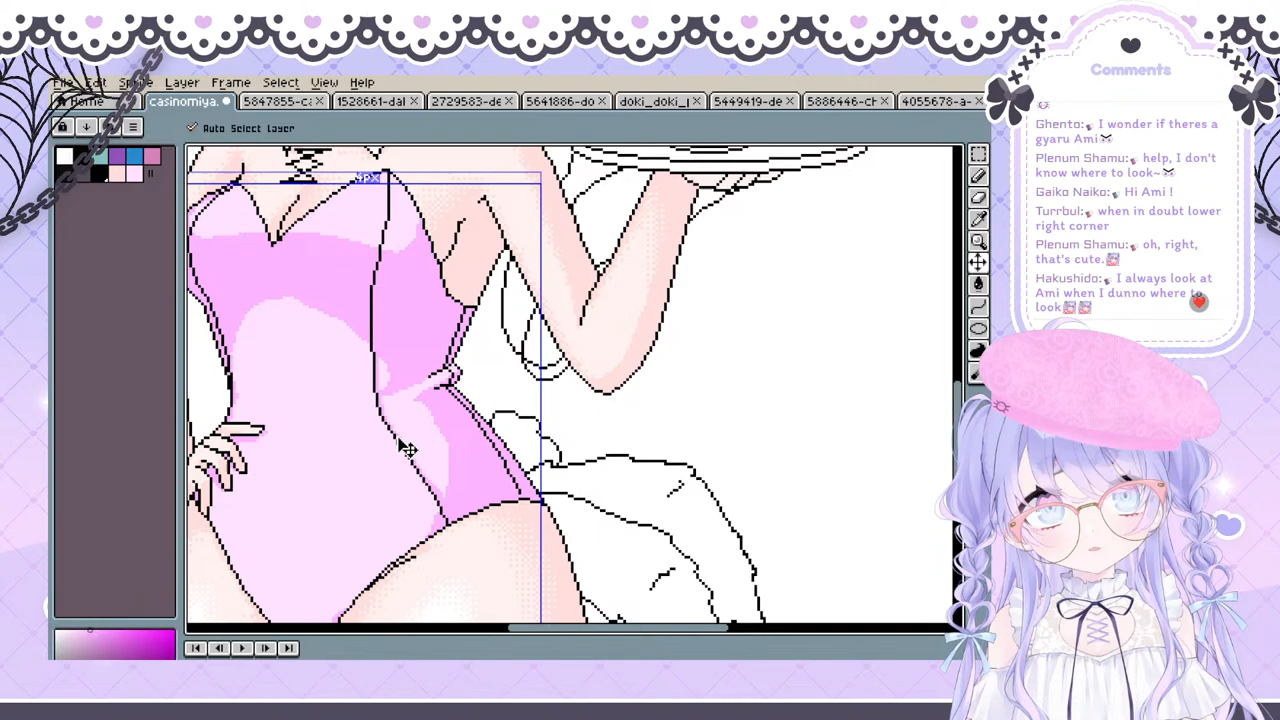 File Edit Sprite Layer Frame Select View Help
Home
casinomiya.
5847855-c
1528661-dal
2729583-de
5641886-do
doki_doki_
5449419-de
5886446-ch
4055678-a-
Auto Select Layer
Comments
Ghento: I wonder if theres a
gyaru Ami
Plenum Shamu: help, I don't
know where to look~
Gaiko Naiko: Hi Ami !
Turrbul: when in doubt lower
right corner
Plenum Shamu: oh, right,
that's cute.
Hakushido: I always look at
Ami when I dunno where to
look